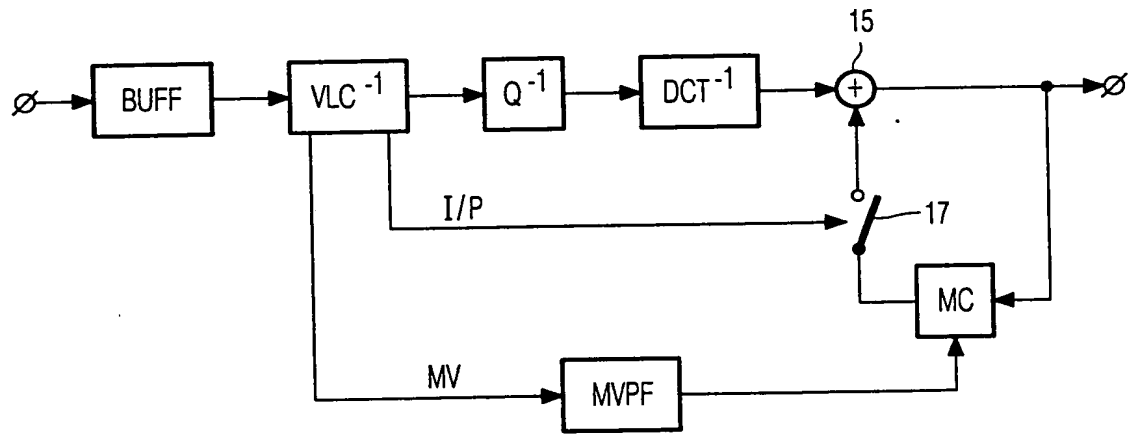 15
BUFF
VLC⁻¹
Q⁻¹
DCT⁻¹
+
I/P
17
MC
MV
MVPF